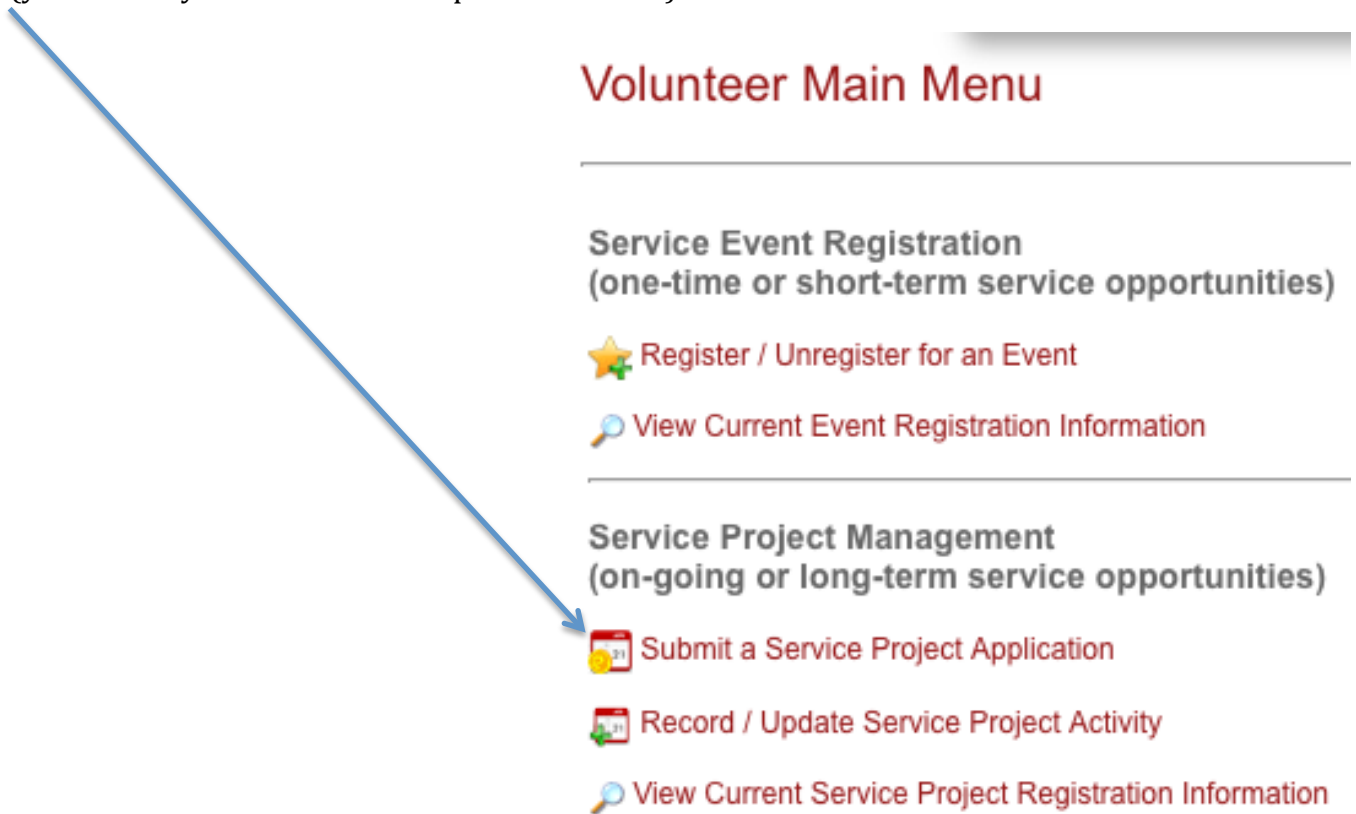 Volunteer Main Menu
Service Event Registration
(one-time or short-term service opportunities)
Register / Unregister for an Event
View Current Event Registration Information
Service Project Management
(on-going or long-term service opportunities)
Submit a Service Project Application
Record / Update Service Project Activity
View Current Service Project Registration Information